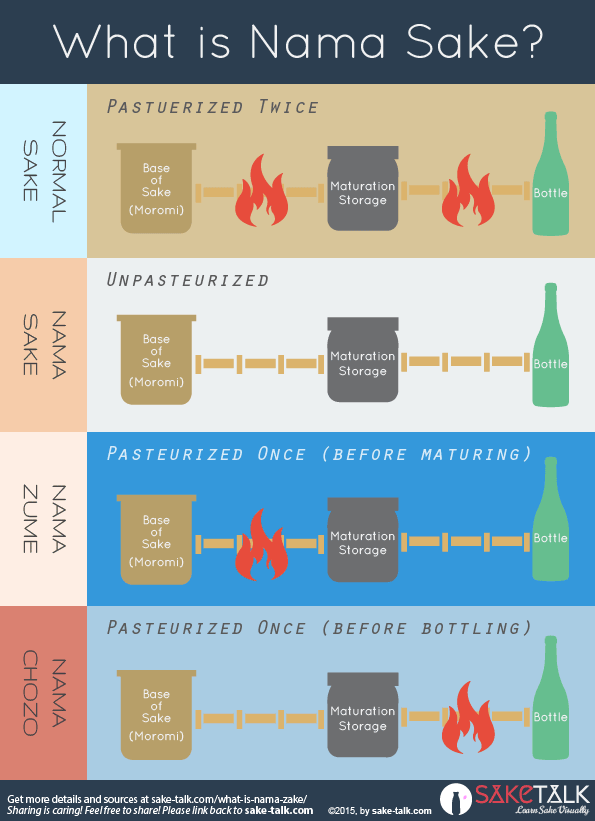 What is Nama Sake?
NORMAL
SAKE
PASTUERIZED TWICE
Base
of
Sake
(Moromi)
Maturation
Storage
Bottle
NAMA
SAKE
UNPASTEURIZED
Base
of
Sake
(Moromi)
Maturation
Storage
Bottle
NAMA
ZUME
PASTEURIZED ONCE (BEFORE MATURING)
Base
of
Sake
(Moromi)
Maturation
Storage
Bottle
NAMA
CHOZO
PASTEURIZED ONCE (BEFORE BOTTLING)
Base
of
Sake
(Moromi)
Maturation
Storage
Bottle
Get more details and sources at sake-talk.com/what-is-nama-zake/
Sharing is caring! Feel free to share! Please link back to sake-talk.com
©2015, by sake-talk.com
SAKETALK
Learn Sake Visually